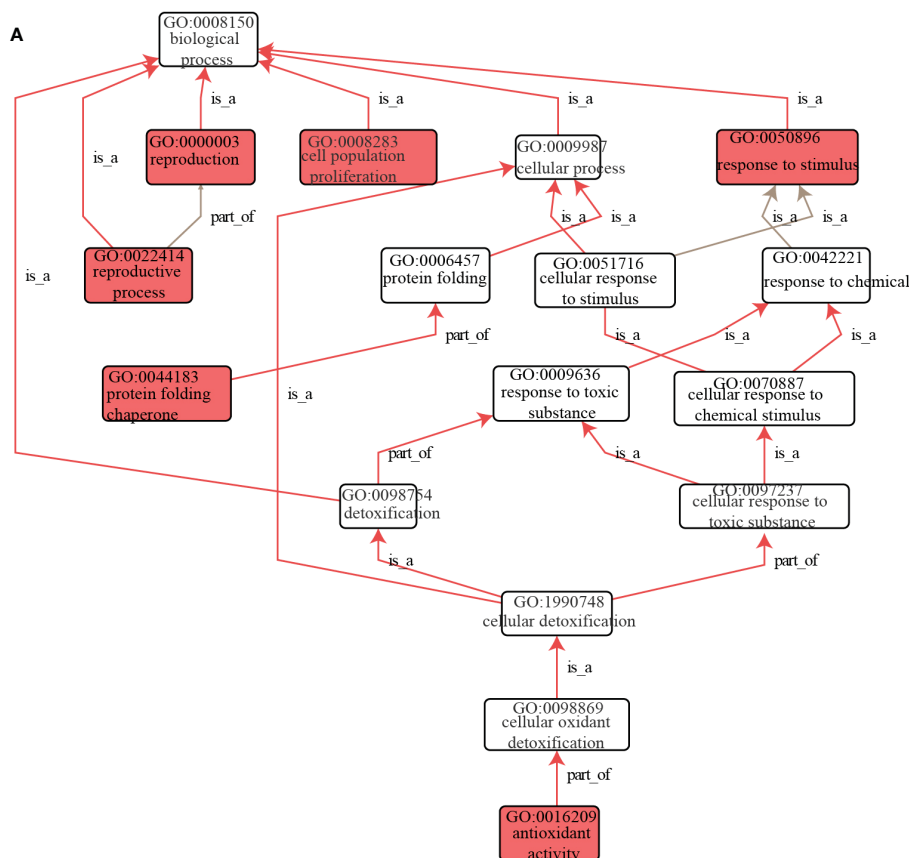 A
GO:0008150
biological
process
is_a
is_a
is_a
is_a
GO:0000003
reproduction
GO:0008283
cell population
proliferation
GO:0009987
cellular process
GO:0050896
response to stimulus
is_a
part_of
is_a
is_a
is_a
is_a
GO:0022414
reproductive
process
is_a
GO:0006457
protein folding
GO:0051716
cellular response
to stimulus
GO:0042221
response to chemical
part_of
is_a
is_a
is_a
GO:0044183
protein folding
chaperone
is_a
GO:0009636
response to toxic
substance
GO:0070887
cellular response to
chemical stimulus
part_of
is_a
is_a
GO:0098754
detoxification
GO:0097237
cellular response to
toxic substance
is_a
part_of
GO:1990748
cellular detoxification
is_a
GO:0098869
cellular oxidant
detoxification
part_of
GO:0016209
antioxidant
activity